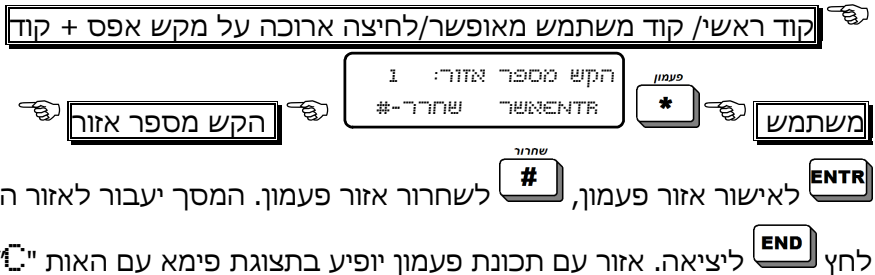 קוד ראשי/ קוד משתמש מאופשר/לחיצה ארוכה על מקש אפס + קוד
משתמש
פעמון
*
הקש מספר אזור: 1
ENTRאשר שחרר-#
הקש מספר אזור
שחרור
ENTR לאישור אזור פעמון, # לשחרור אזור פעמון. המסך יעבור לאזור ה
לחץ END ליציאה. אזור עם תכונת פעמון יופיע בתצוגת פימא עם האות "C"